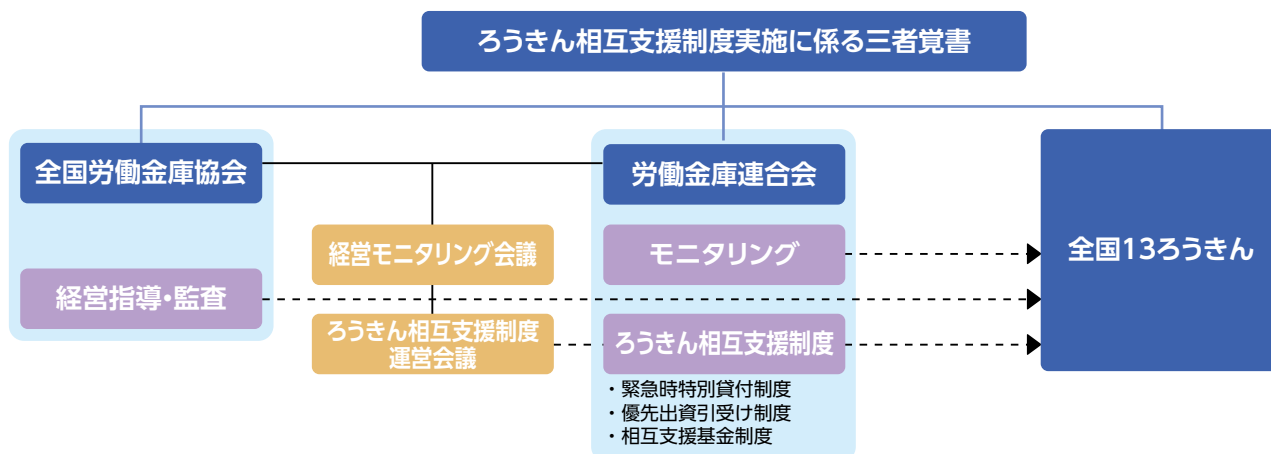 ろうきん相互支援制度実施に係る三者覚書
全国労働金庫協会
労働金庫連合会
全国13ろうきん
経営モニタリング会議
モニタリング
経営指導・監査
ろうきん相互支援制度
運営会議
ろうきん相互支援制度
・緊急時特別貸付制度
・優先出資引受け制度
・相互支援基金制度